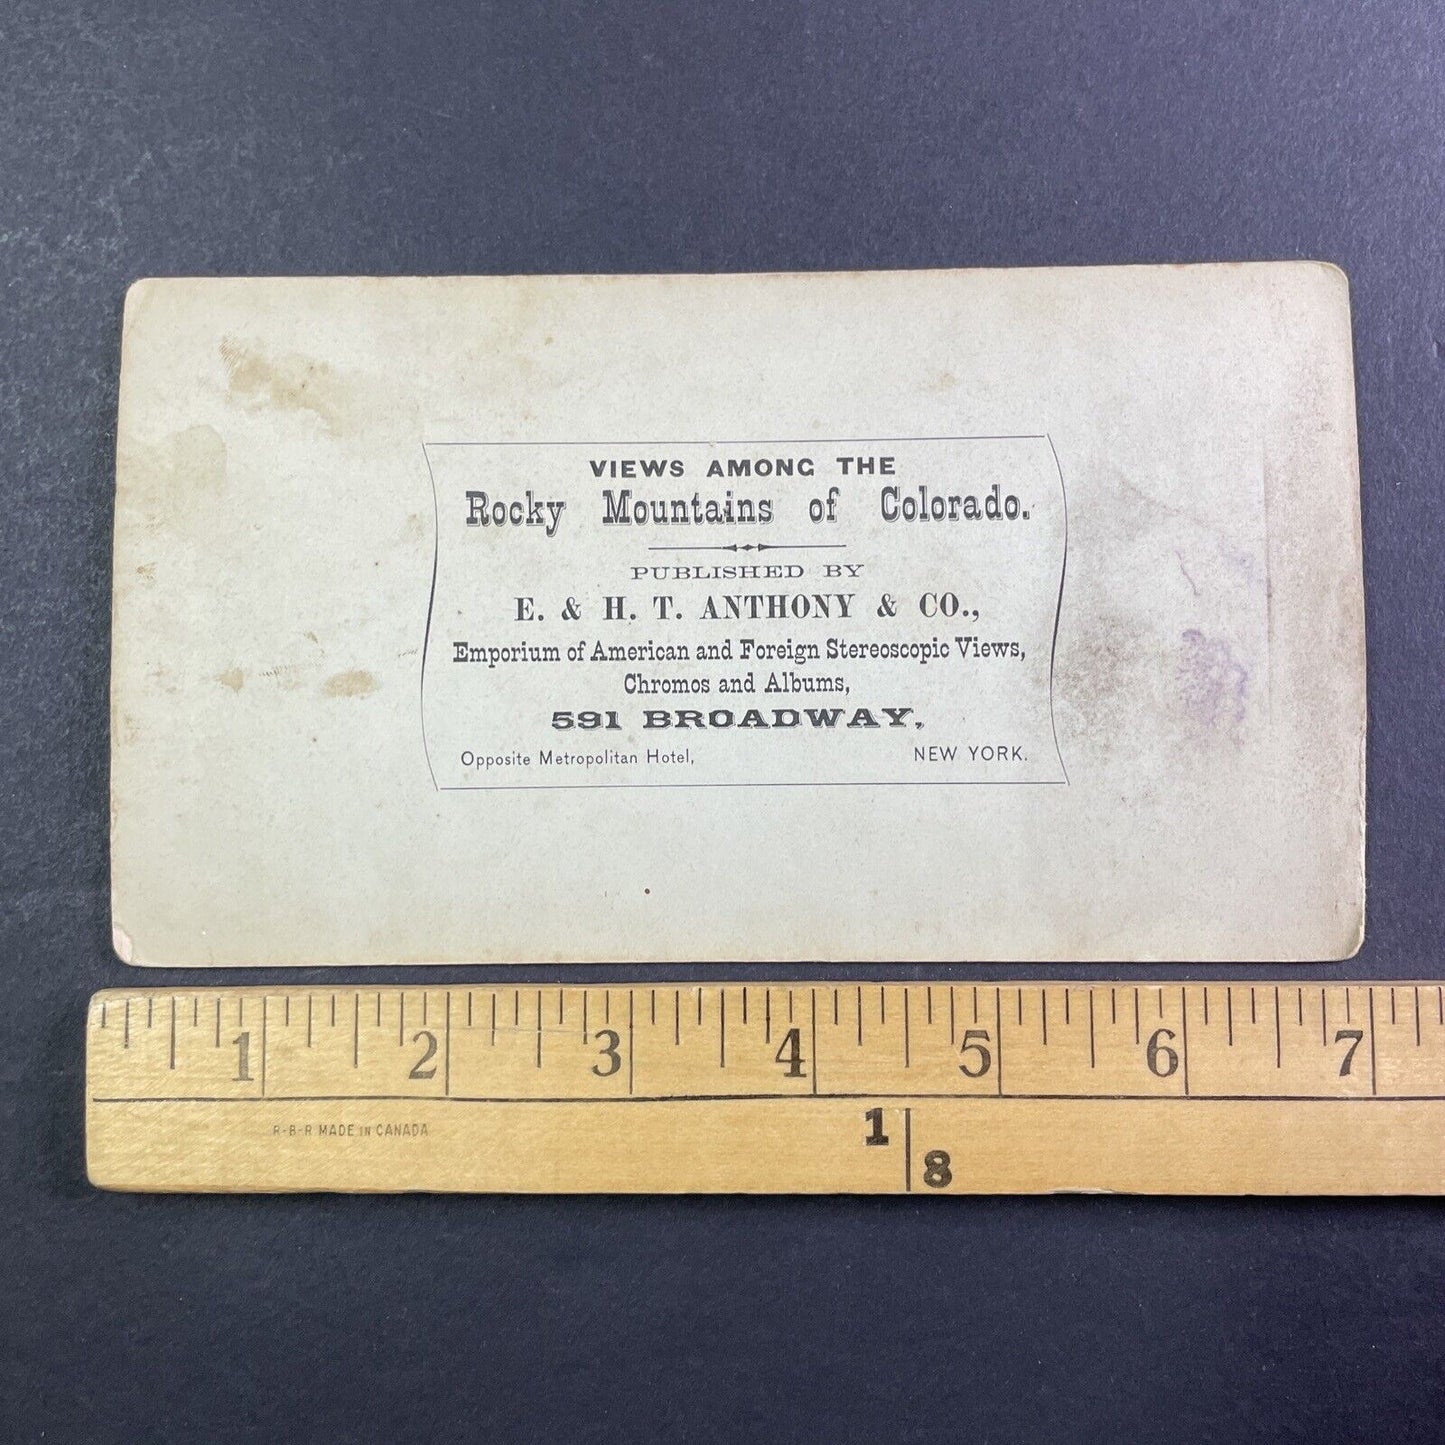 VIEWS AMONG THE
Rocky Mountains of Colorado.
PUBLISHED BY
E. & H. T. ANTHONY & CO.,
Emporium of American and Foreign Stereoscopic Views,
Chromos and Albums,
591 BROADWAY,
Opposite Metropolitan Hotel, NEW YORK.
1 2 3 4 5 6 7
R-B-R MADE IN CANADA
1 8